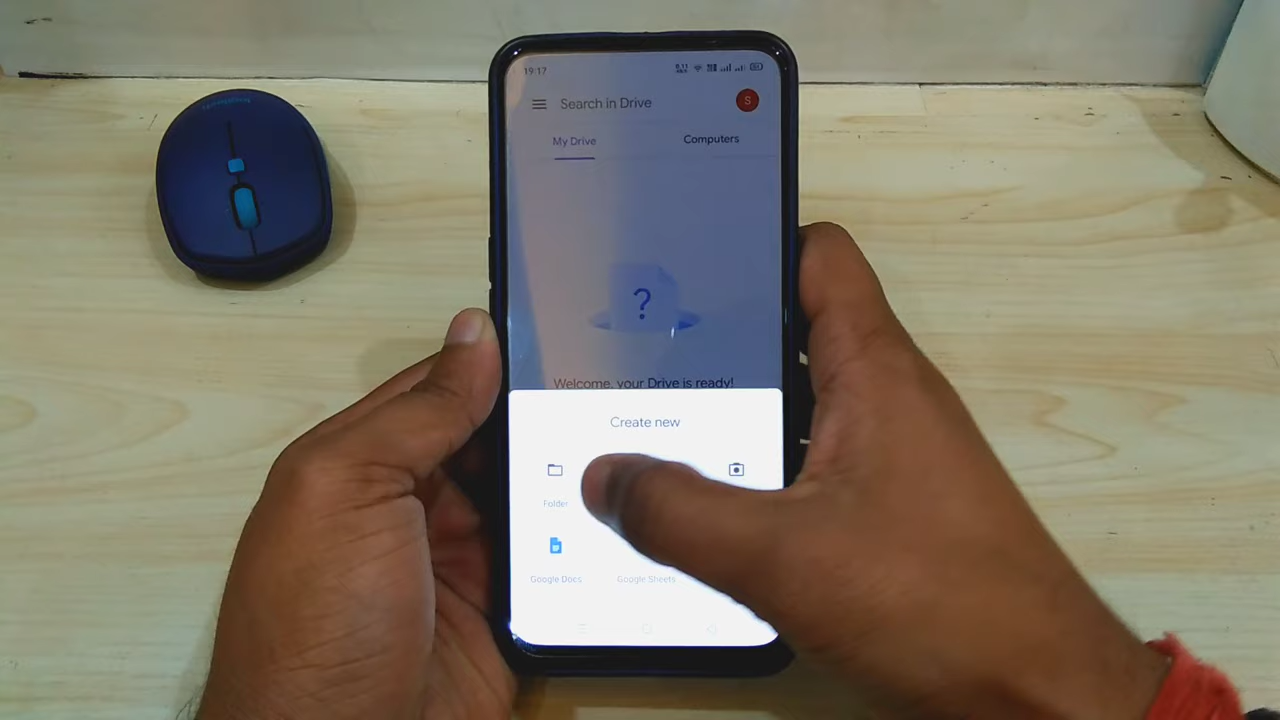 19:17
Search in Drive
S
My Drive Computers
?
Welcome, your Drive is ready!
Create new
Folder
Google Docs Google Sheets